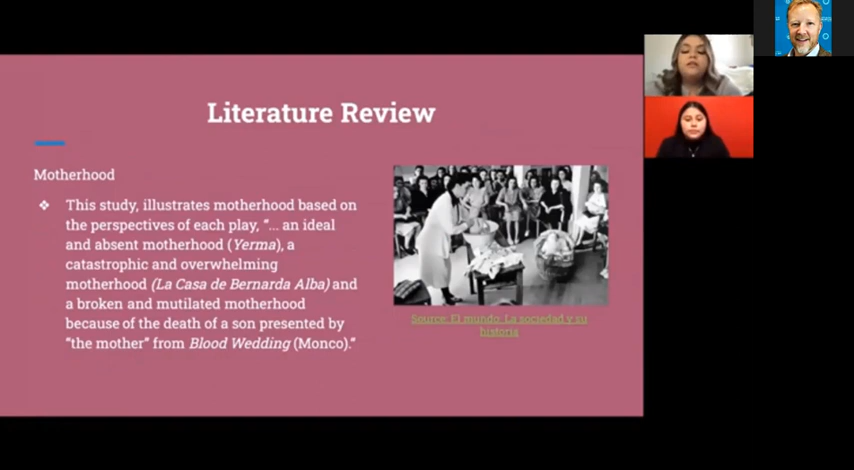 Literature Review
Motherhood
❖ This study, illustrates motherhood based on
the perspectives of each play, “... an ideal
and absent motherhood (Yerma), a
catastrophic and overwhelming
motherhood (La Casa de Bernarda Alba) and
a broken and mutilated motherhood
because of the death of a son presented by
“the mother” from Blood Wedding (Monco).”
Source: El mundo: La sociedad y su
historia